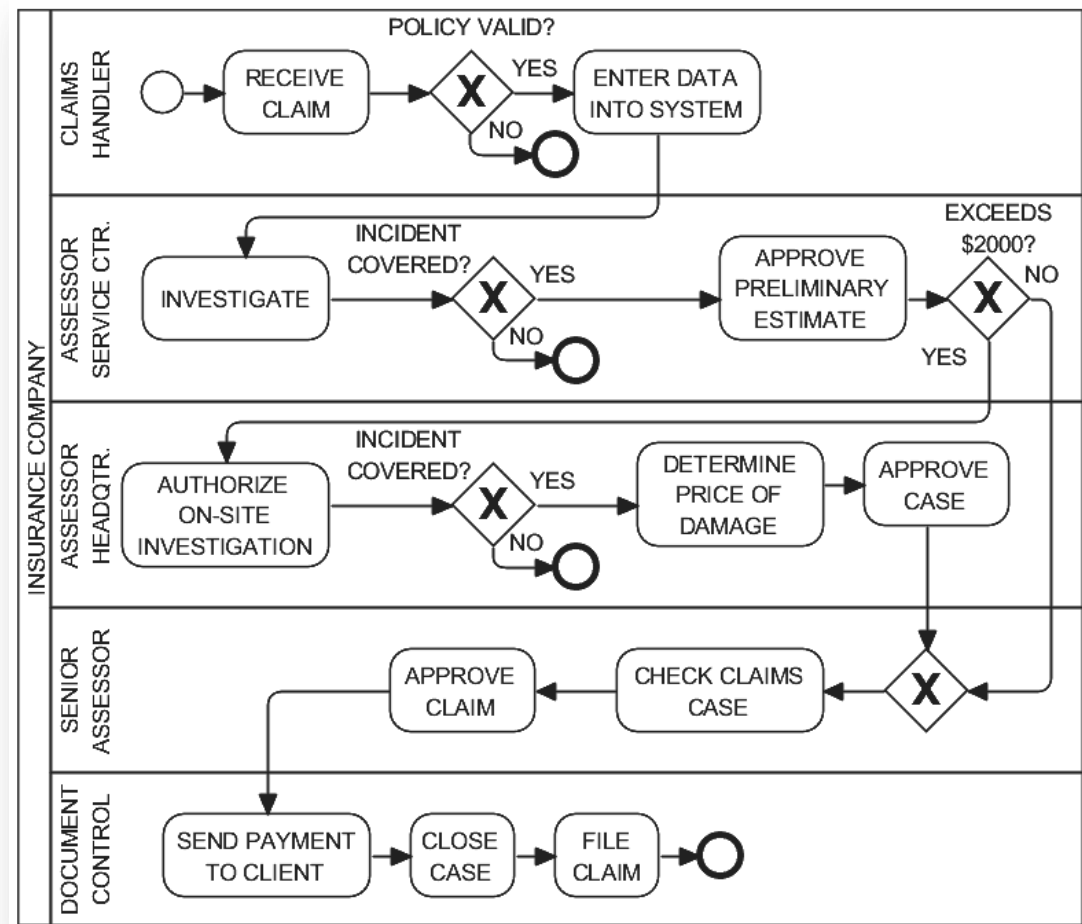 INSURANCE COMPANY
CLAIMS
HANDLER
RECEIVE
CLAIM
POLICY VALID?
X
YES
NO
ENTER DATA
INTO SYSTEM
ASSESSOR
SERVICE CTR.
INVESTIGATE
INCIDENT
COVERED?
X
YES
NO
APPROVE
PRELIMINARY
ESTIMATE
EXCEEDS
$2000?
X
NO
YES
ASSESSOR
HEADQTR.
AUTHORIZE
ON-SITE
INVESTIGATION
INCIDENT
COVERED?
X
YES
NO
DETERMINE
PRICE OF
DAMAGE
APPROVE
CASE
SENIOR
ASSESSOR
APPROVE
CLAIM
CHECK CLAIMS
CASE
X
DOCUMENT
CONTROL
SEND PAYMENT
TO CLIENT
CLOSE
CASE
FILE
CLAIM